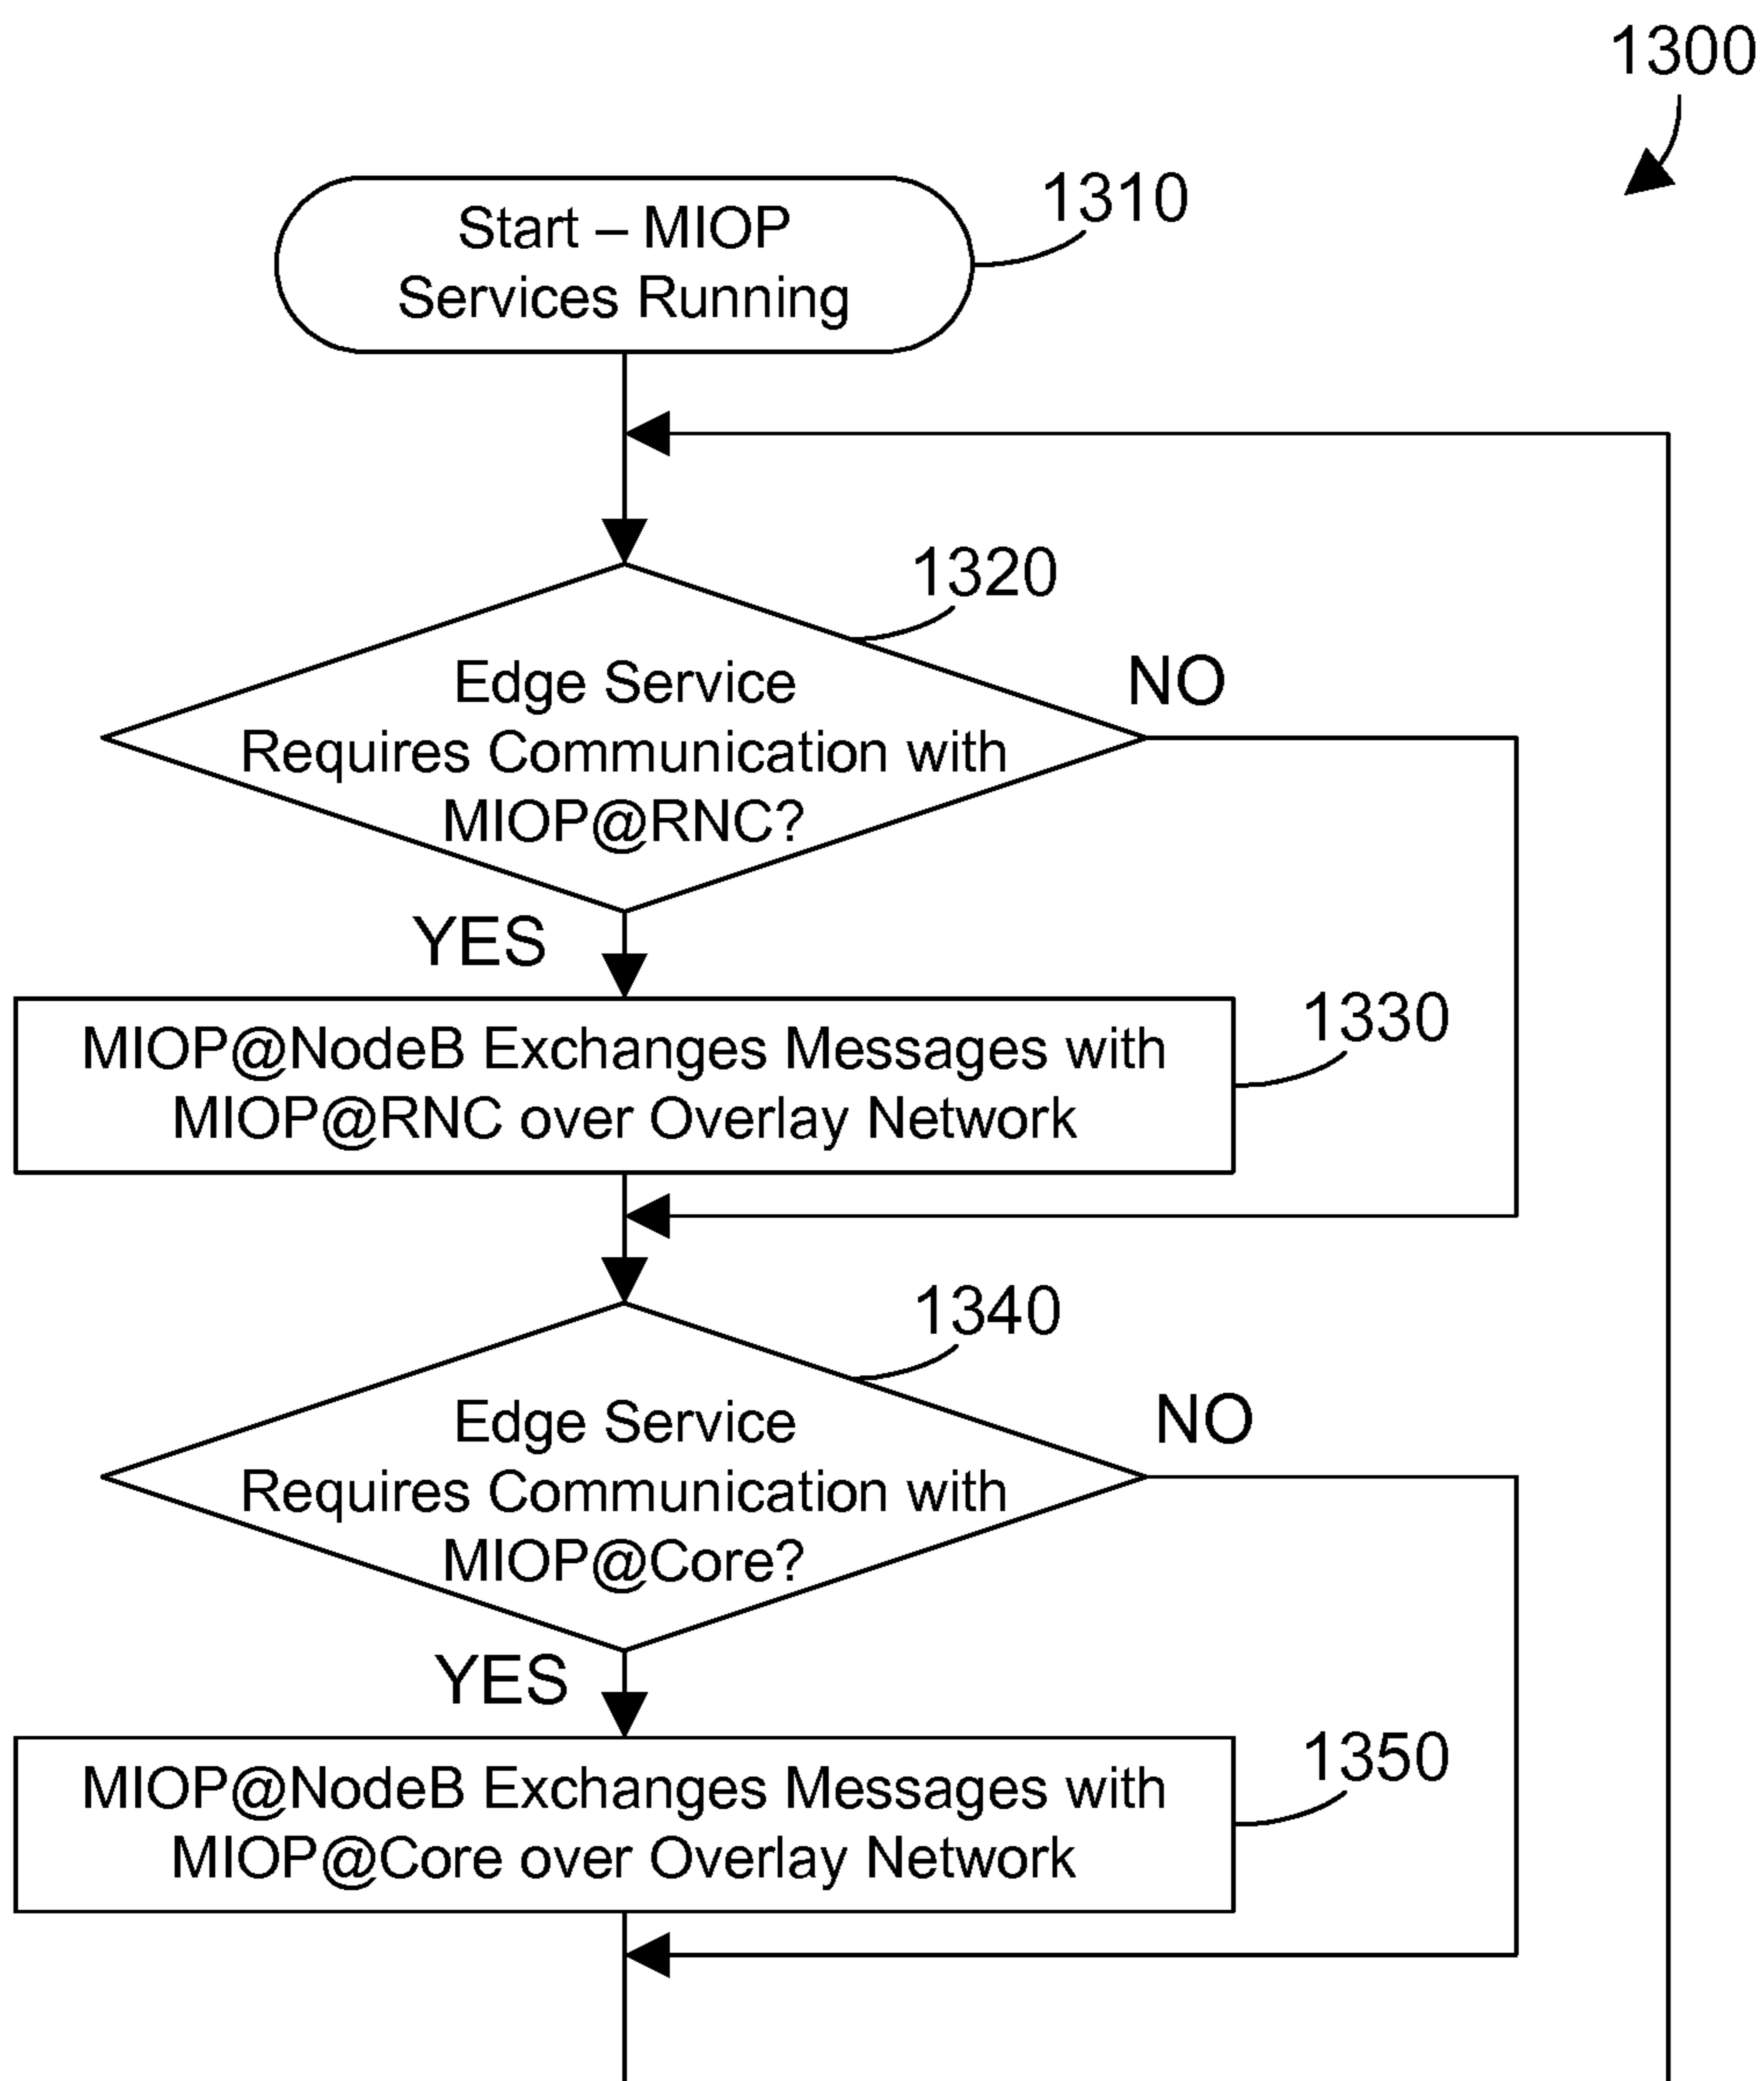 1300
1310
Start – MIOP
Services Running
1320
Edge Service
Requires Communication with
MIOP@RNC?
NO
YES
1330
MIOP@NodeB Exchanges Messages with
MIOP@RNC over Overlay Network
1340
Edge Service
Requires Communication with
MIOP@Core?
NO
YES
1350
MIOP@NodeB Exchanges Messages with
MIOP@Core over Overlay Network